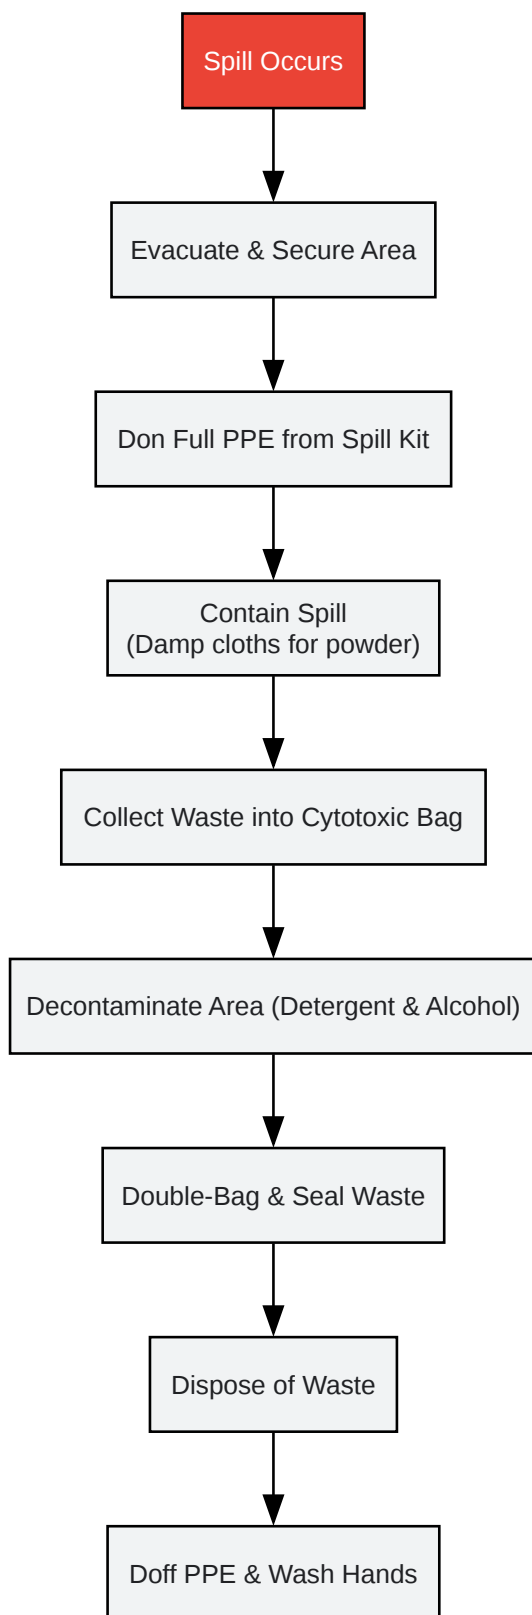 Spill Occurs
Evacuate & Secure Area
Don Full PPE from Spill Kit
Contain Spill
(Damp cloths for powder)
Collect Waste into Cytotoxic Bag
Decontaminate Area (Detergent & Alcohol)
Double-Bag & Seal Waste
Dispose of Waste
Doff PPE & Wash Hands